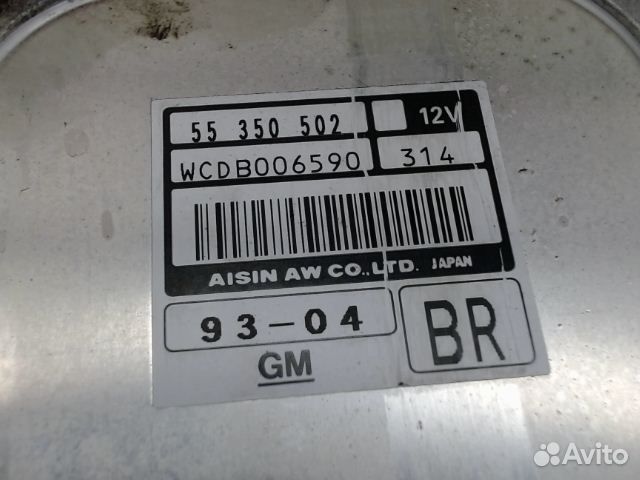 55 350 502 12V
WCDB006590 314
AISIN AW CO.,LTD. JAPAN
93-04 BR
GM
Avito